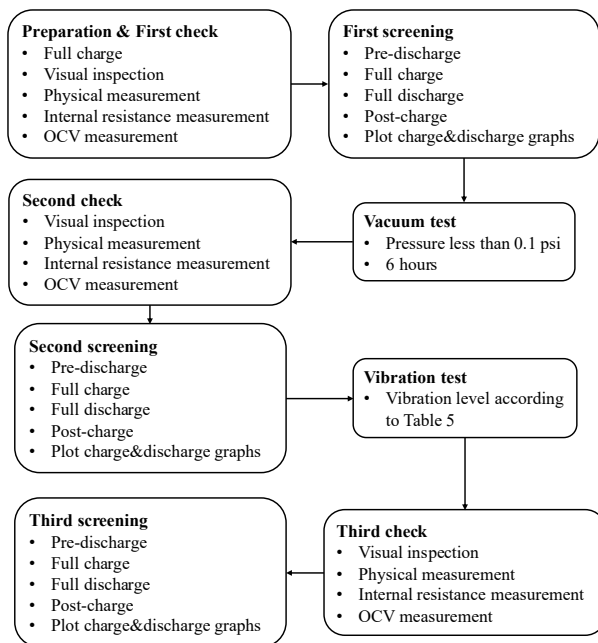 Preparation & First check
• Full charge
• Visual inspection
• Physical measurement
• Internal resistance measurement
• OCV measurement
First screening
• Pre-discharge
• Full charge
• Full discharge
• Post-charge
• Plot charge&discharge graphs
Vacuum test
• Pressure less than 0.1 psi
• 6 hours
Second check
• Visual inspection
• Physical measurement
• Internal resistance measurement
• OCV measurement
Second screening
• Pre-discharge
• Full charge
• Full discharge
• Post-charge
• Plot charge&discharge graphs
Vibration test
• Vibration level according
to Table 5
Third check
• Visual inspection
• Physical measurement
• Internal resistance measurement
• OCV measurement
Third screening
• Pre-discharge
• Full charge
• Full discharge
• Post-charge
• Plot charge&discharge graphs